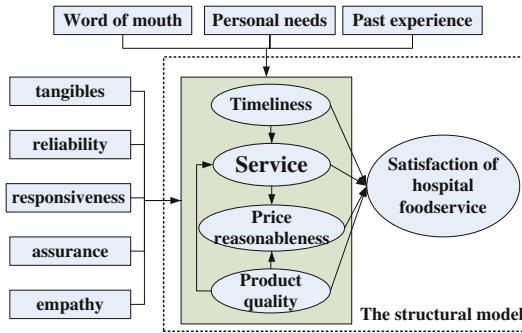 Word of mouth
Personal needs
Past experience
tangibles
reliability
responsiveness
assurance
empathy
Timeliness
Service
Price
reasonableness
Product
quality
Satisfaction of
hospital
foodservice
The structural model